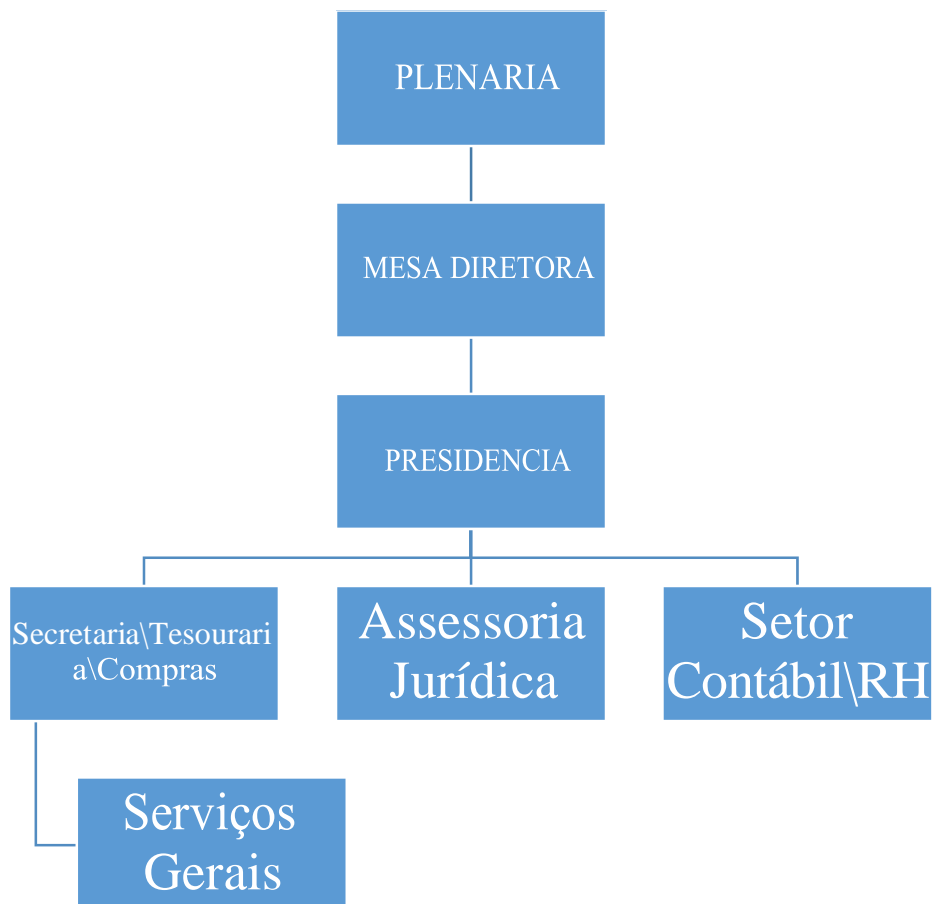 PLENARIA
MESA DIRETORA
PRESIDENCIA
Secretaria\Tesourari
a\Compras
Assessoria
Jurídica
Setor
Contábil\RH
Serviços
Gerais